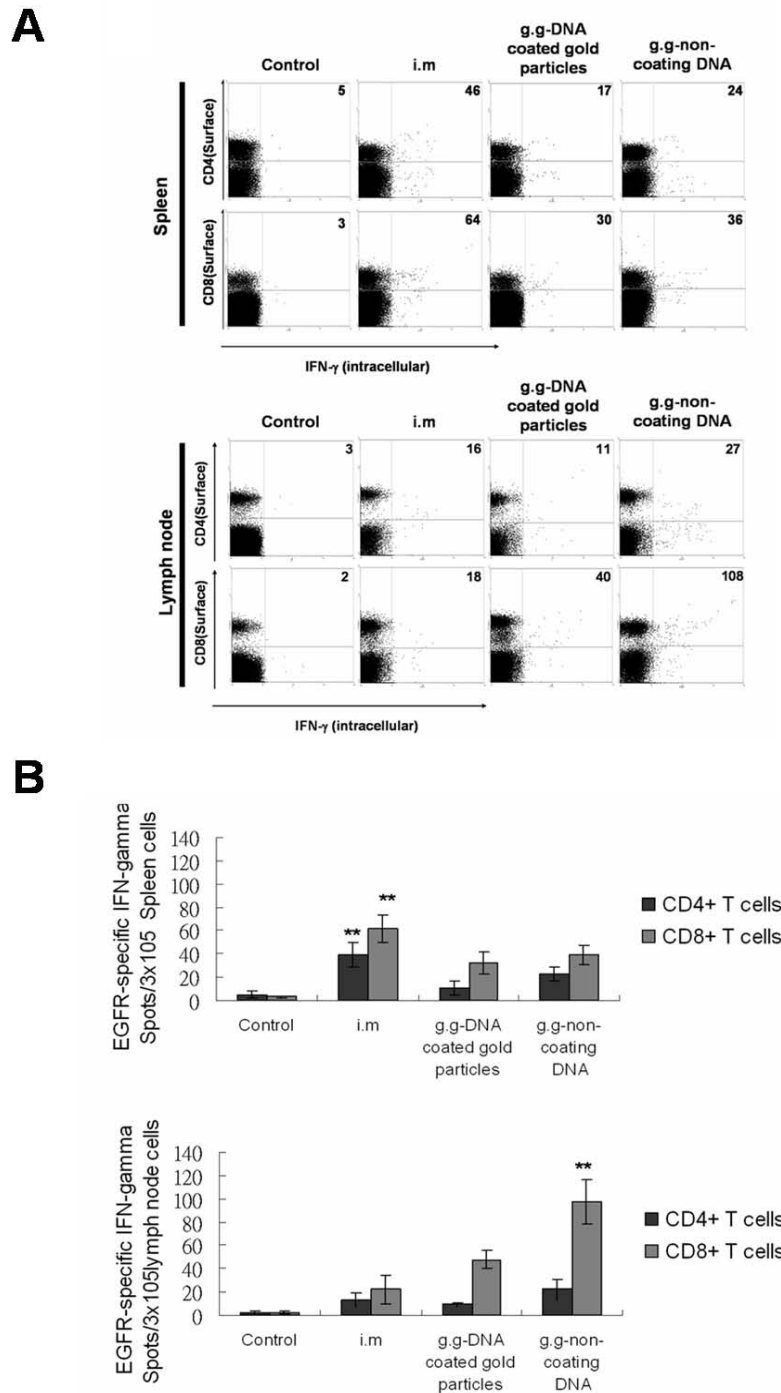 A
Control
i.m
g.g-DNA
coated gold
particles
g.g-non-
coating DNA
Spleen
CD4(Surface)
5
46
17
24
CD8(Surface)
3
64
30
36
IFN-γ (intracellular)
Control
i.m
g.g-DNA
coated gold
particles
g.g-non-
coating DNA
Lymph node
CD4(Surface)
3
16
11
27
CD8(Surface)
2
18
40
108
IFN-γ (intracellular)
B
EGFR-specific IFN-gamma
Spots/3x105 Spleen cells
140
120
100
80
60
40
20
0
**
**
Control
i.m
g.g-DNA
coated gold
particles
g.g-non-
coating
DNA
CD4+ T cells
CD8+ T cells
EGFR-specific IFN-gamma
Spots/3x105lymph node cells
140
120
100
80
60
40
20
0
**
Control
i.m
g.g-DNA
coated gold
particles
g.g-non-
coating
DNA
CD4+ T cells
CD8+ T cells